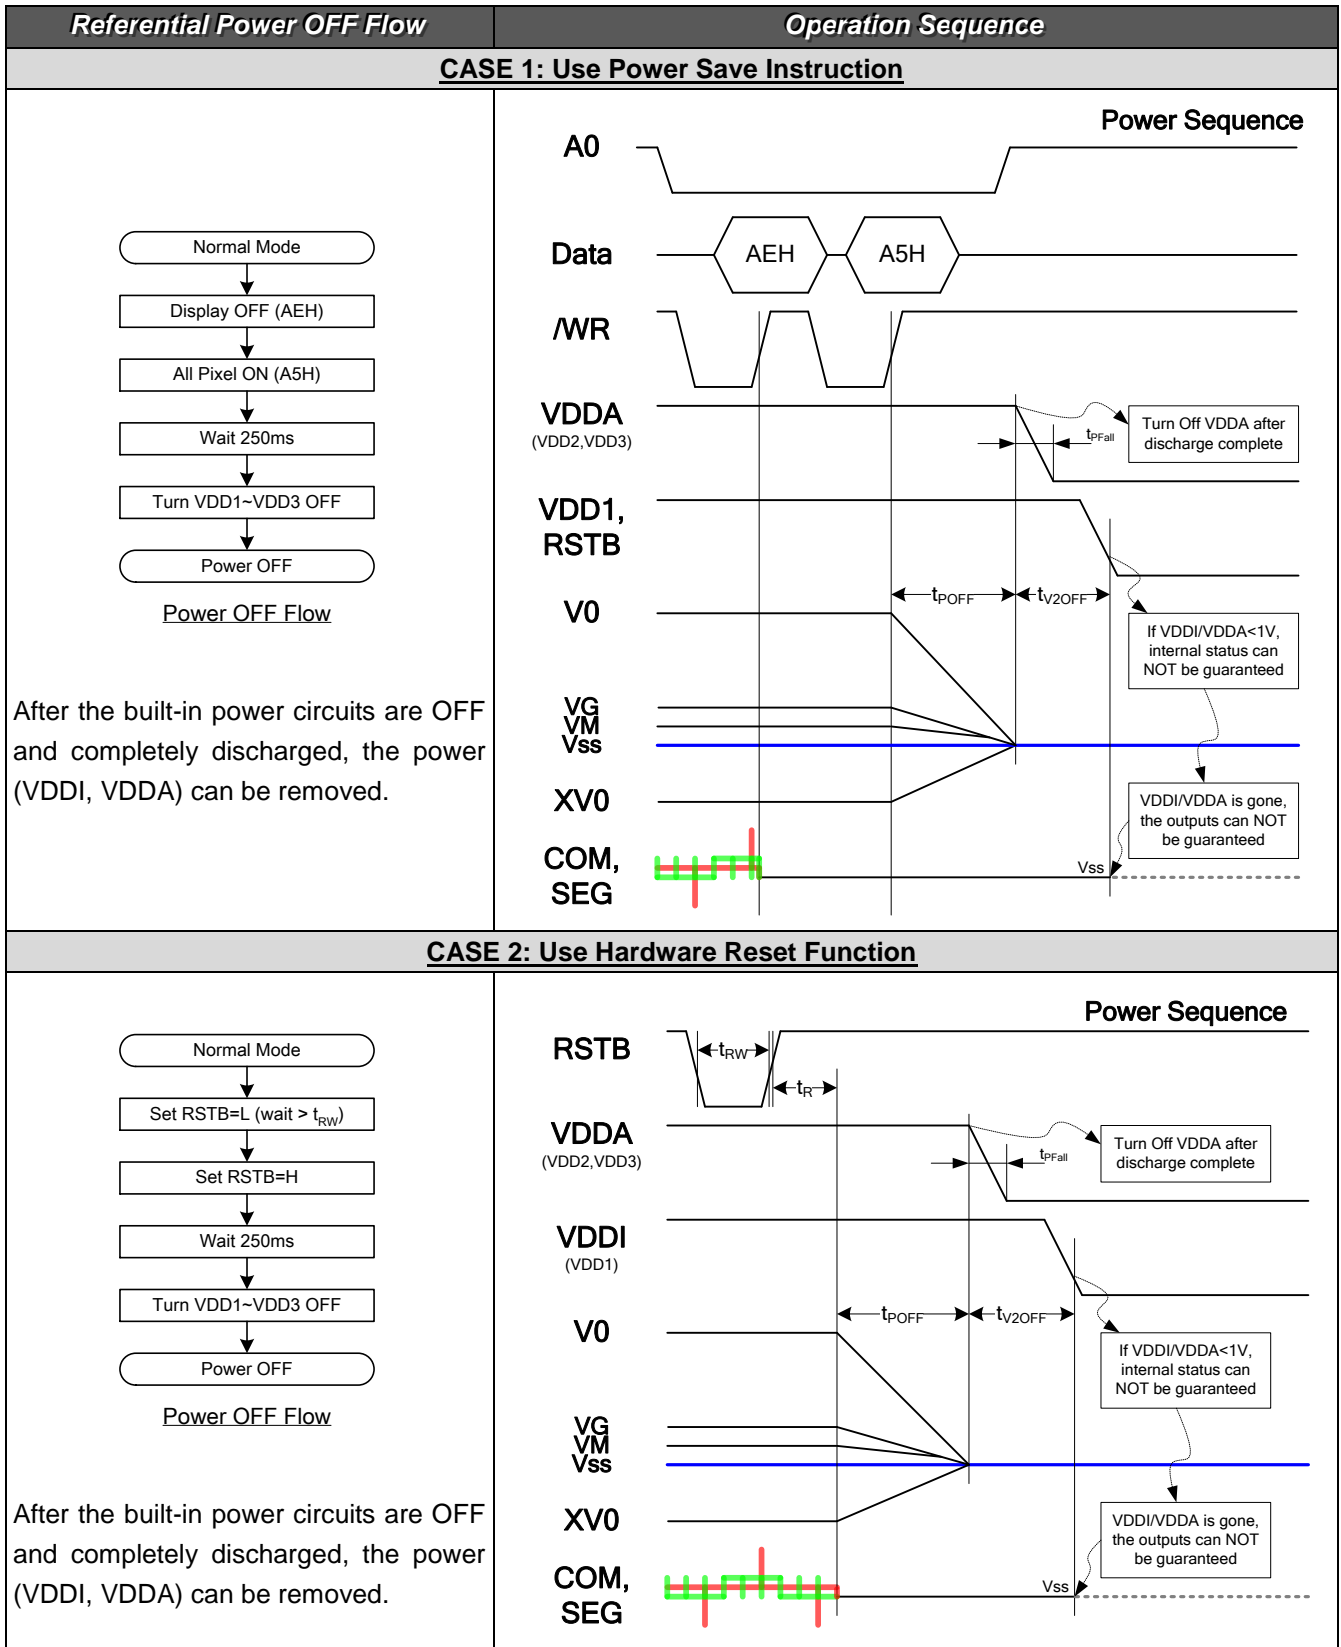 Referential Power OFF Flow
Operation Sequence
CASE 1: Use Power Save Instruction
Normal Mode
Display OFF (AEH)
All Pixel ON (A5H)
Wait 250ms
Turn VDD1~VDD3 OFF
Power OFF
Power OFF Flow
After the built-in power circuits are OFF
and completely discharged, the power
(VDDI, VDDA) can be removed.
Power Sequence
A0
Data
AEH
A5H
/WR
VDDA
(VDD2,VDD3)
tPFall
Turn Off VDDA after
discharge complete
VDD1,
RSTB
tPOFF
tV2OFF
V0
If VDDI/VDDA<1V,
internal status can
NOT be guaranteed
VG
VM
Vss
XV0
VDDI/VDDA is gone,
the outputs can NOT
be guaranteed
COM,
SEG
Vss
CASE 2: Use Hardware Reset Function
Normal Mode
Set RSTB=L (wait > tRW)
Set RSTB=H
Wait 250ms
Turn VDD1~VDD3 OFF
Power OFF
Power OFF Flow
After the built-in power circuits are OFF
and completely discharged, the power
(VDDI, VDDA) can be removed.
Power Sequence
RSTB
tRW
tR
VDDA
(VDD2,VDD3)
tPFall
Turn Off VDDA after
discharge complete
VDDI
(VDD1)
tPOFF
tV2OFF
V0
If VDDI/VDDA<1V,
internal status can
NOT be guaranteed
VG
VM
Vss
XV0
VDDI/VDDA is gone,
the outputs can NOT
be guaranteed
COM,
SEG
Vss